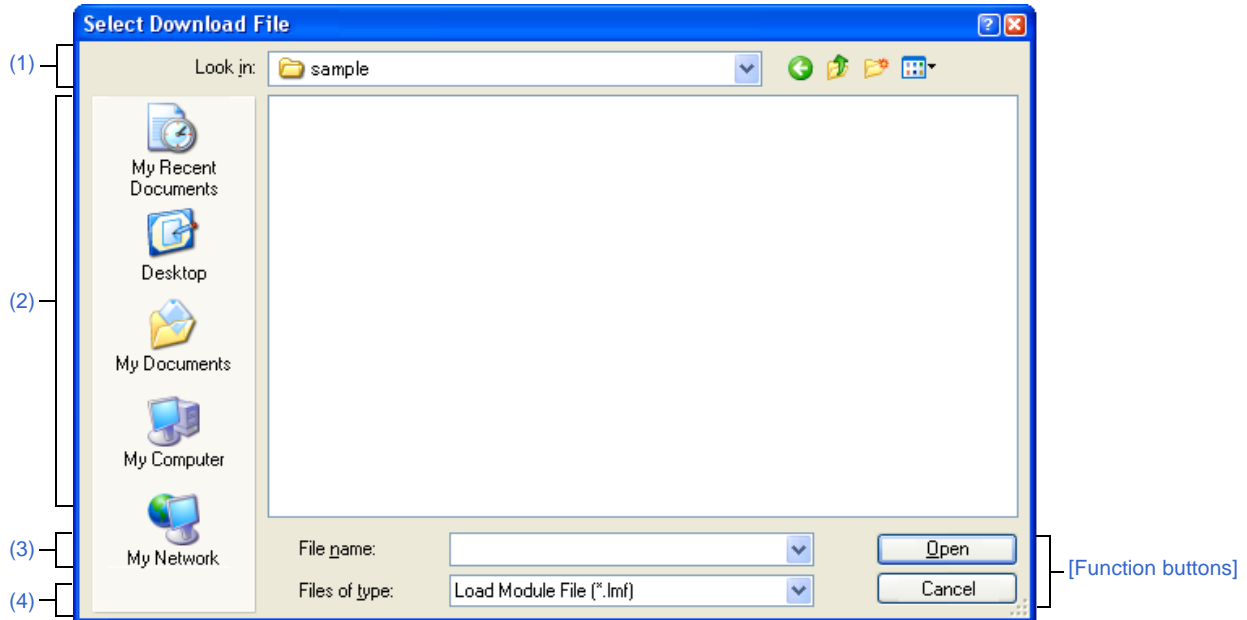 Select Download File
(1)
Look in:
sample
(2)
My Recent
Documents
Desktop
My Documents
My Computer
My Network
(3)
File name:
Open
[Function buttons]
(4)
Files of type:
Load Module File (*.lmf)
Cancel